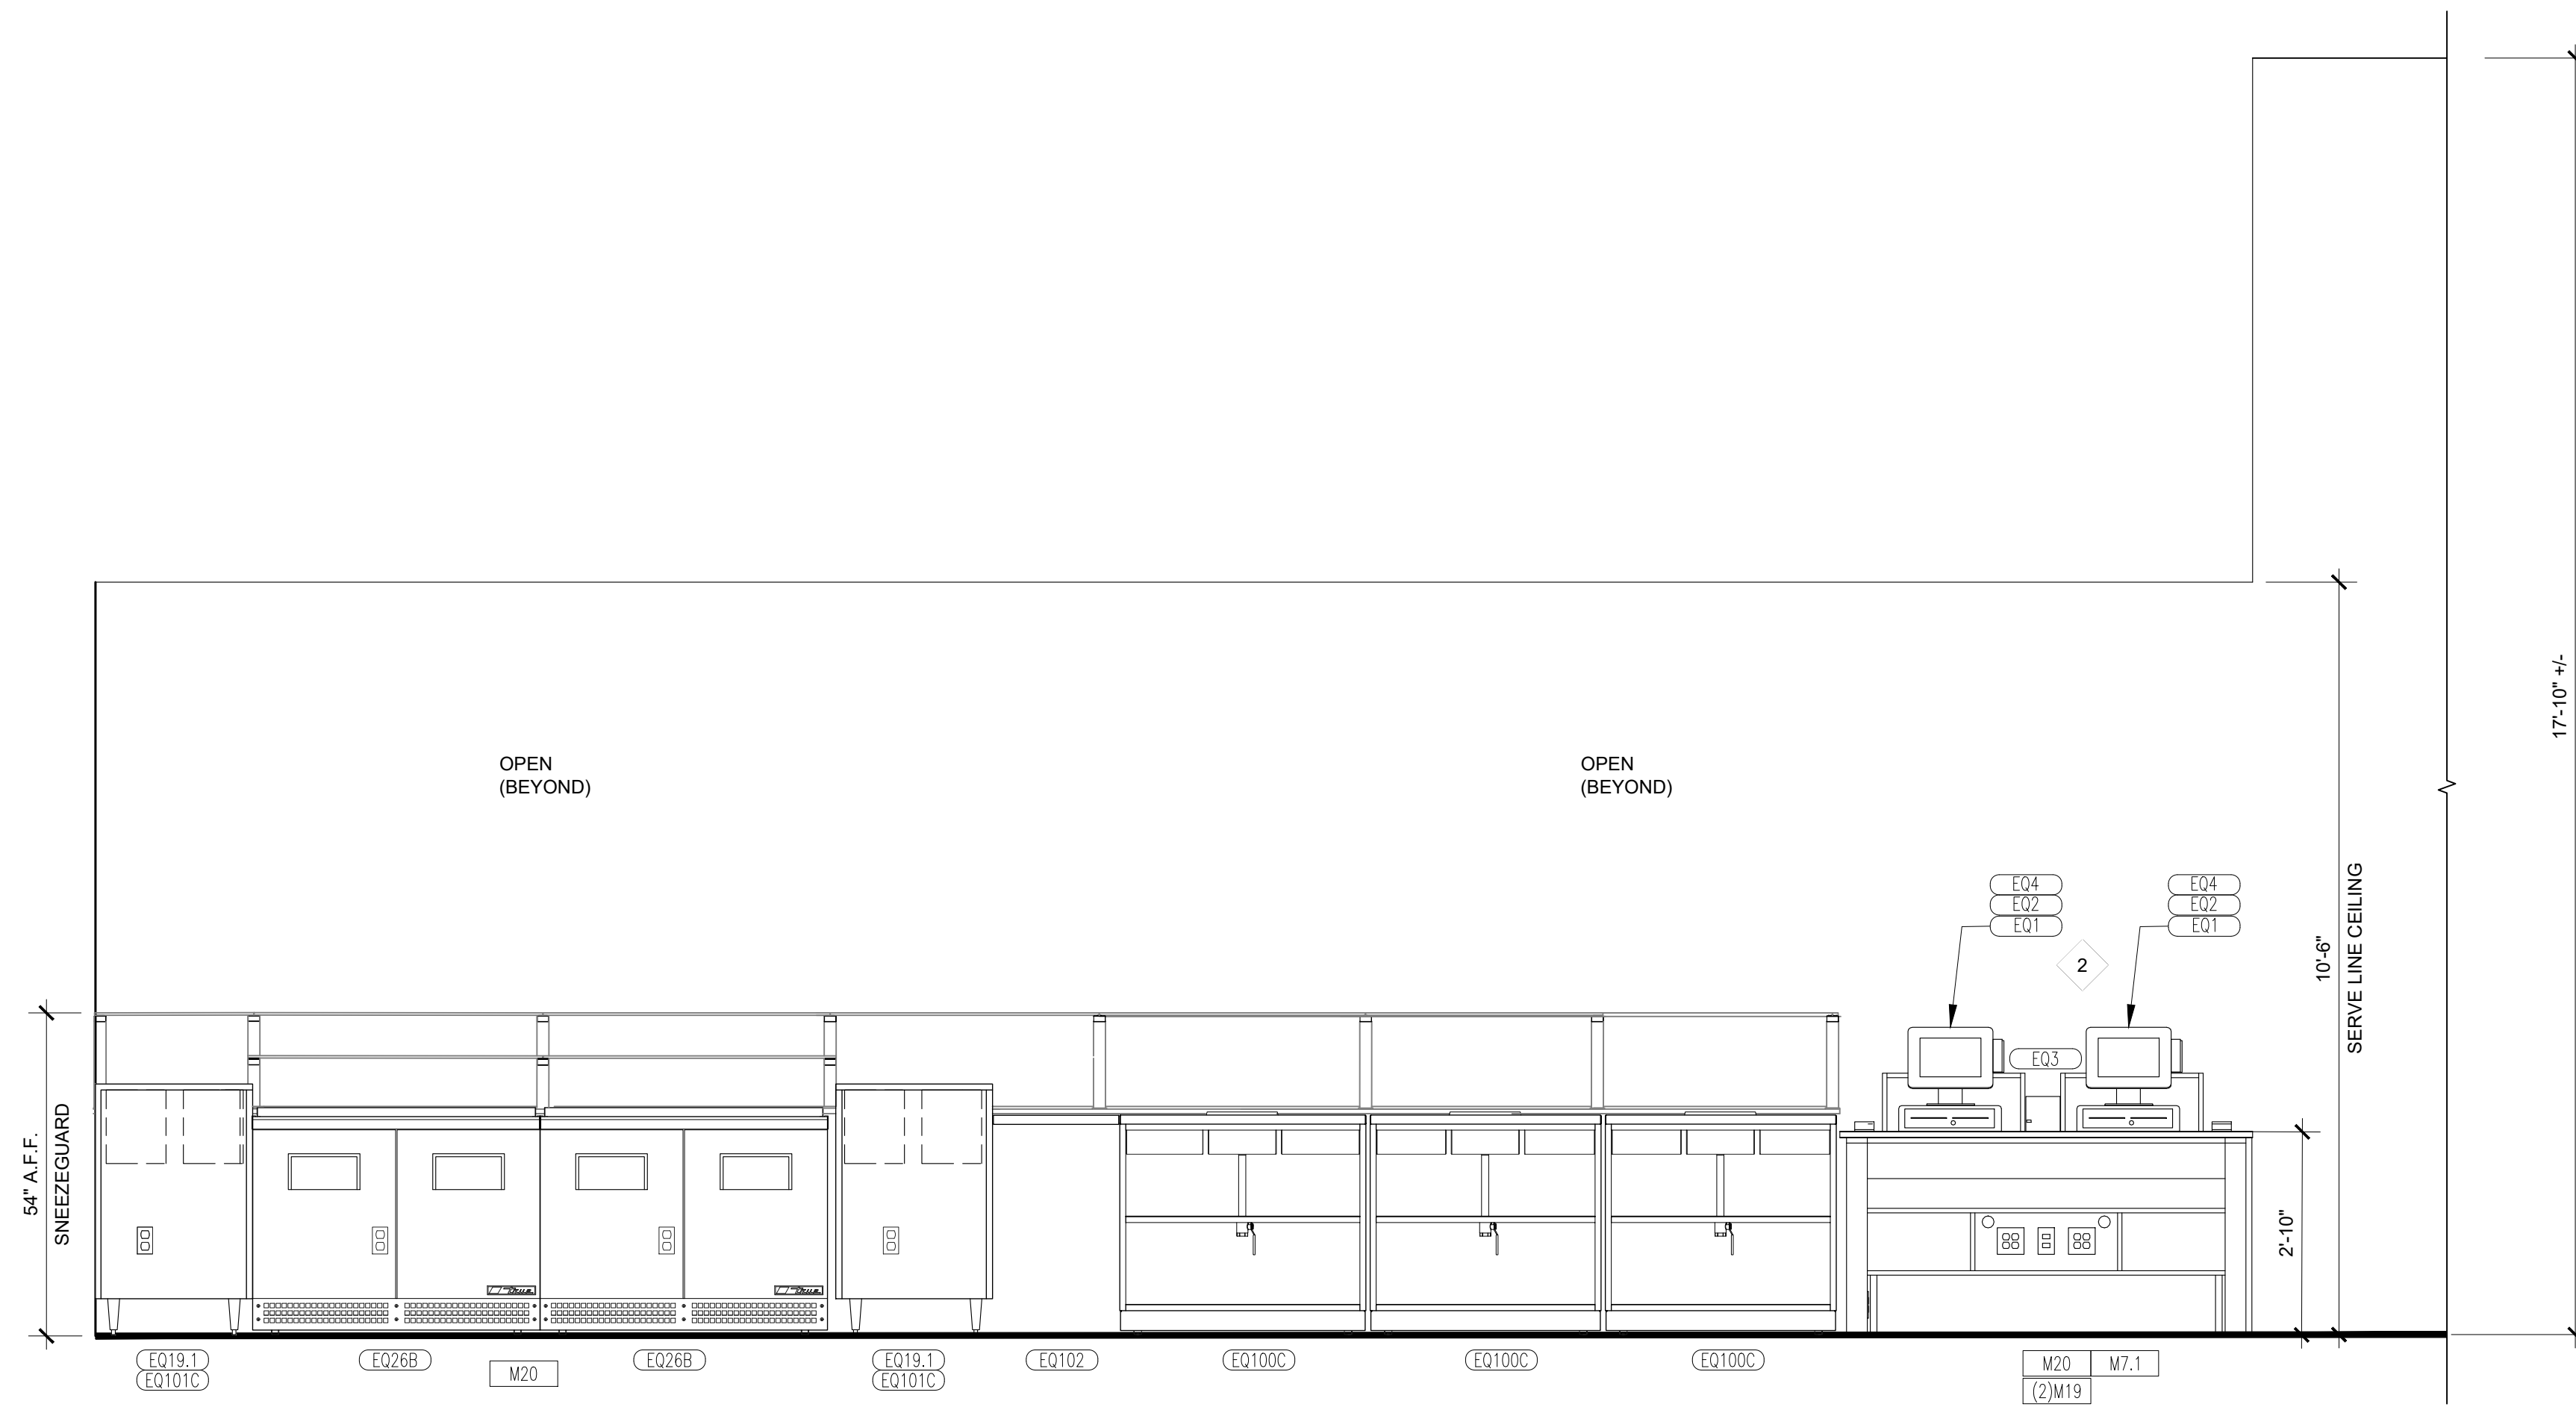 17'-10" +/-
OPEN
(BEYOND)
OPEN
(BEYOND)
EQ4
EQ2
EQ1
EQ4
EQ2
EQ1
2
EQ3
10'-6"
SERVE LINE CEILING
54" A.F.F.
SNEEZEGUARD
2'-10"
True
True
EQ19.1
EQ101C
EQ26B
M20
EQ26B
EQ19.1
EQ101C
EQ102
EQ100C
EQ100C
EQ100C
M20 M7.1
(2)M19